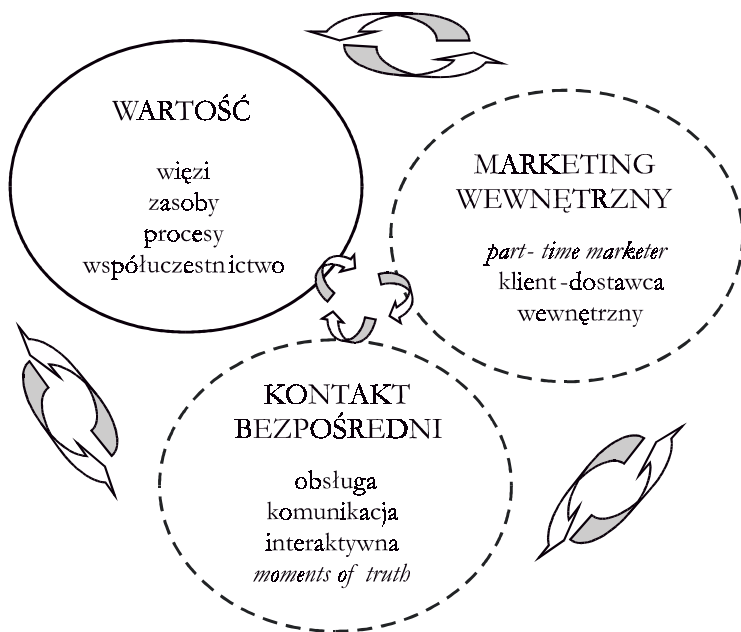 WARTOŚĆ
więzi
zasoby
procesy
współuczestnictwo
MARKETING
WEWNĘTRZNY
part- time marketer
klient-dostawca
wewnętrzny
KONTAKT
BEZPOŚREDNI
obsługa
komunikacja
interaktywna
moments of truth